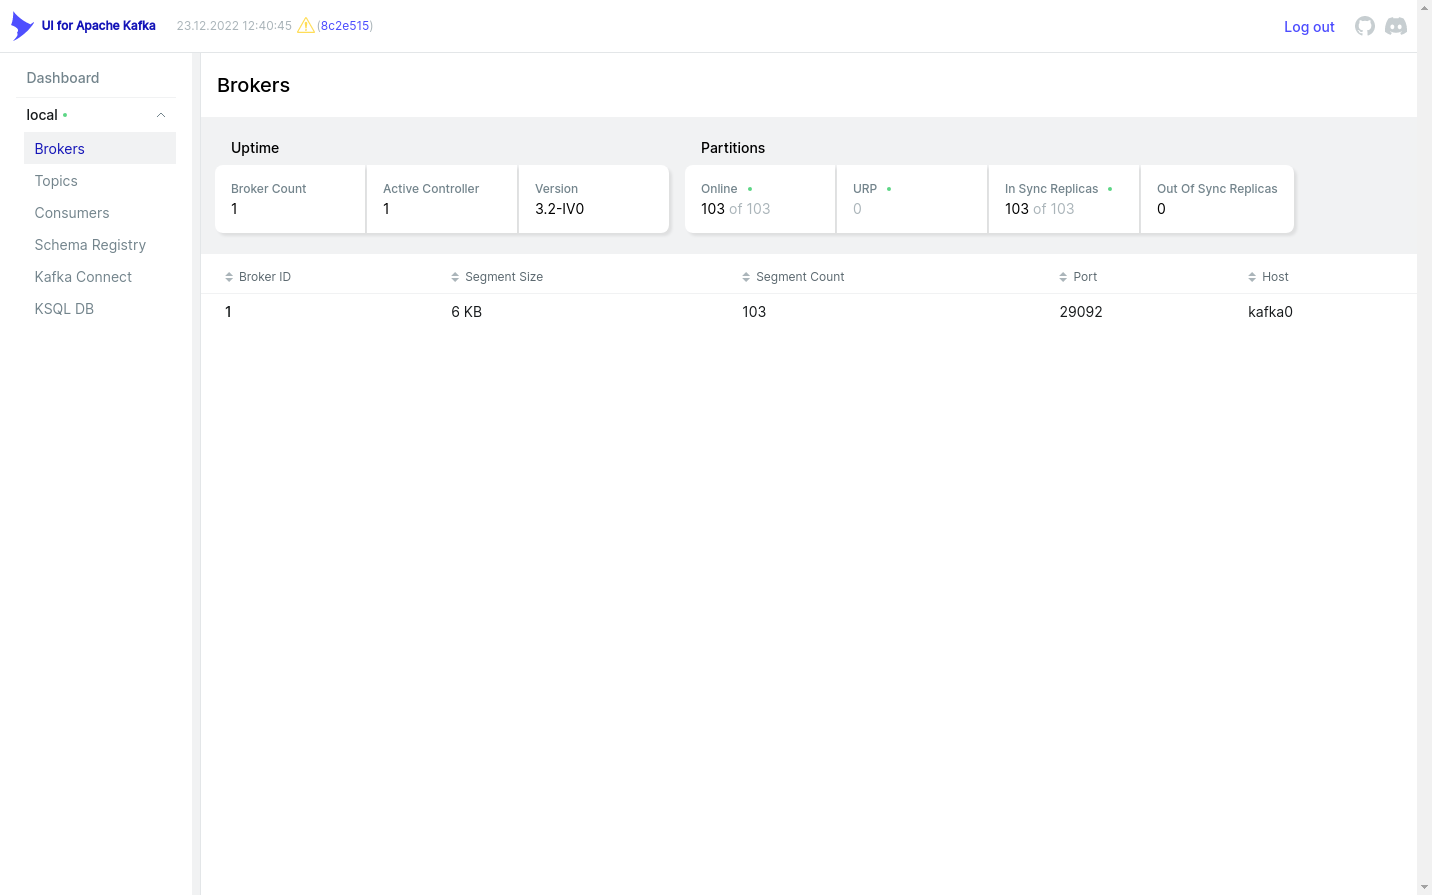 UI for Apache Kafka 23.12.2022 12:40:45 (8c2e515) Log out
Dashboard
local
Brokers
Topics
Consumers
Schema Registry
Kafka Connect
KSQL DB
Brokers
Uptime
Broker Count Active Controller Version
1 1 3.2-IV0
Partitions
Online URP In Sync Replicas Out Of Sync Replicas
103 of 103 0 103 of 103 0
Broker ID Segment Size Segment Count Port Host
1 6 KB 103 29092 kafka0